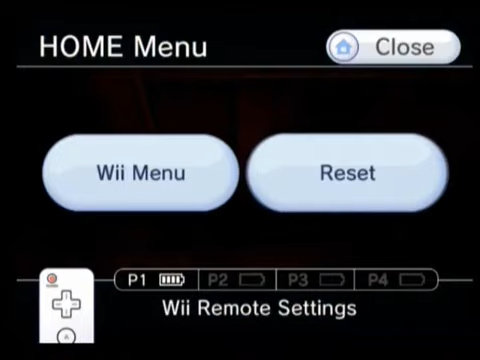 HOME Menu
Close
Wii Menu
Reset
P1 P2 P3 P4
Wii Remote Settings
A